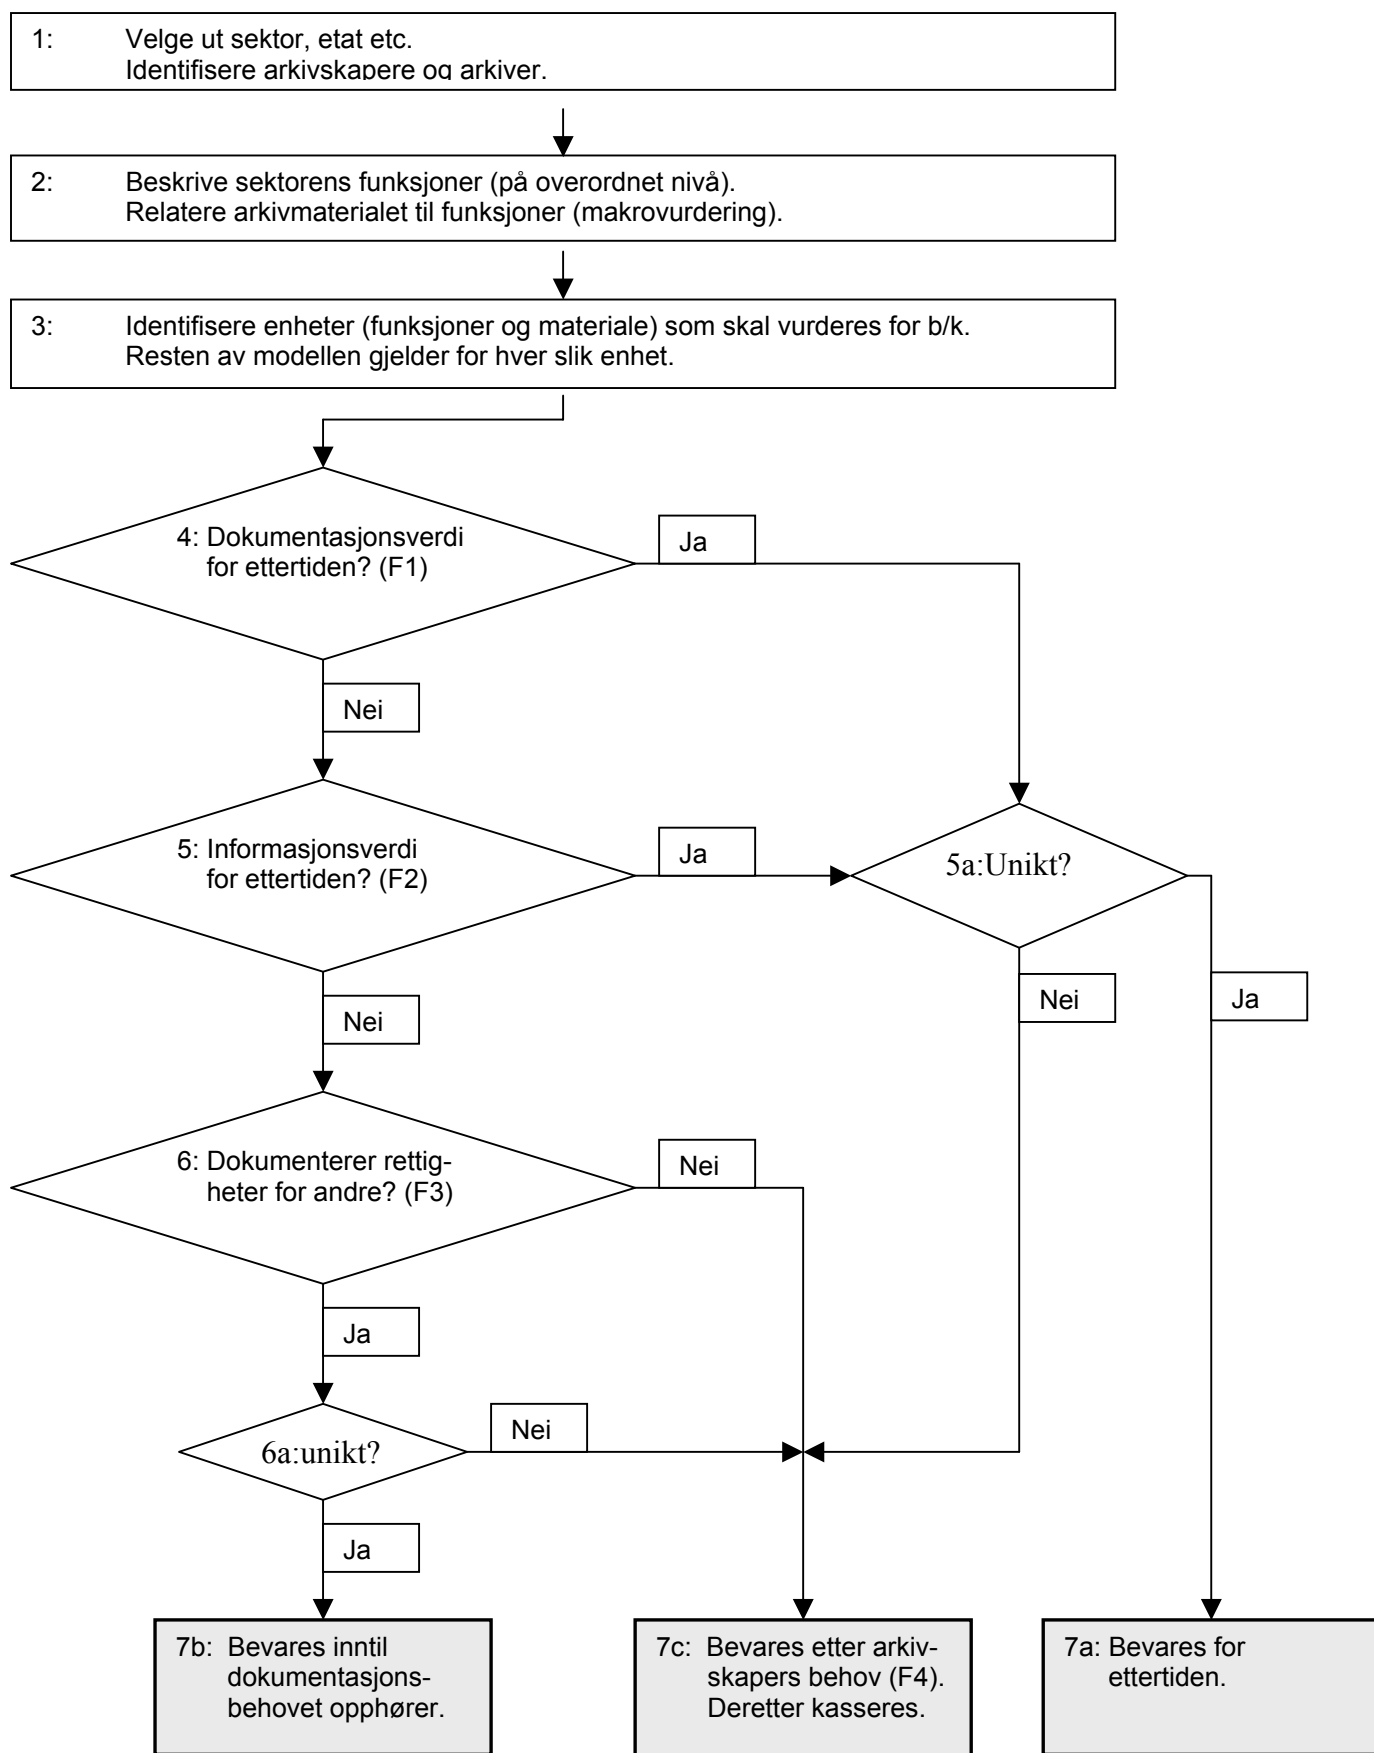 1: Velge ut sektor, etat etc.
Identifisere arkivskapere og arkiver.
2: Beskrive sektorens funksjoner (på overordnet nivå).
Relatere arkivmaterialet til funksjoner (makrovurdering).
3: Identifisere enheter (funksjoner og materiale) som skal vurderes for b/k.
Resten av modellen gjelder for hver slik enhet.
4: Dokumentasjonsverdi
for ettertiden? (F1)
Ja
Nei
5: Informasjonsverdi
for ettertiden? (F2)
Ja
5a:Unikt?
Nei
Nei
Ja
6: Dokumenterer rettig-
heter for andre? (F3)
Nei
Ja
6a:unikt?
Nei
Ja
7b: Bevares inntil
dokumentasjons-
behovet opphører.
7c: Bevares etter arkiv-
skapers behov (F4).
Deretter kasseres.
7a: Bevares for
ettertiden.